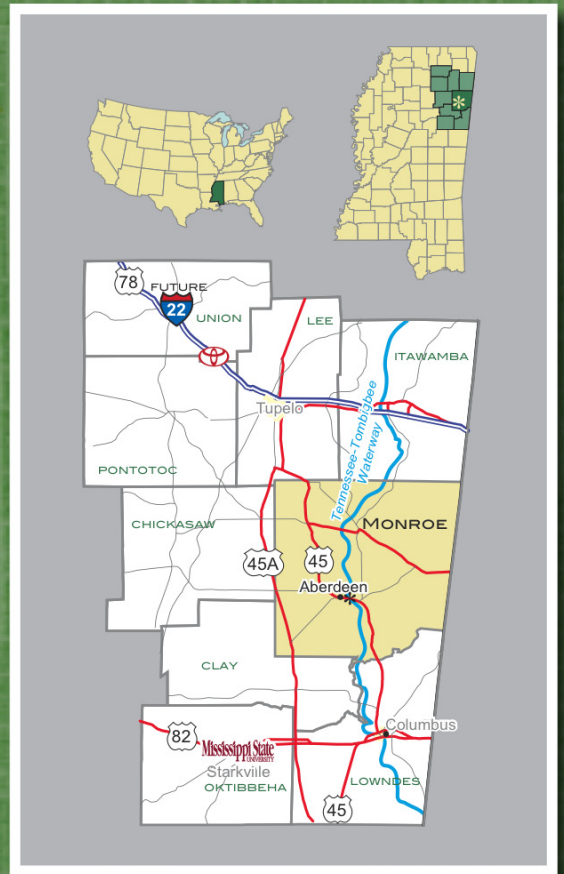 78
FUTURE
22
UNION
LEE
ITAWAMBA
Tupelo
Tennessee-Tombigbee
Waterway
PONTOTOC
CHICKASAW
MONROE
45A
45
Aberdeen
CLAY
Columbus
82
Mississippi State
UNIVERSITY
Starkville
OKTIBBEHA
LOWNDES
45